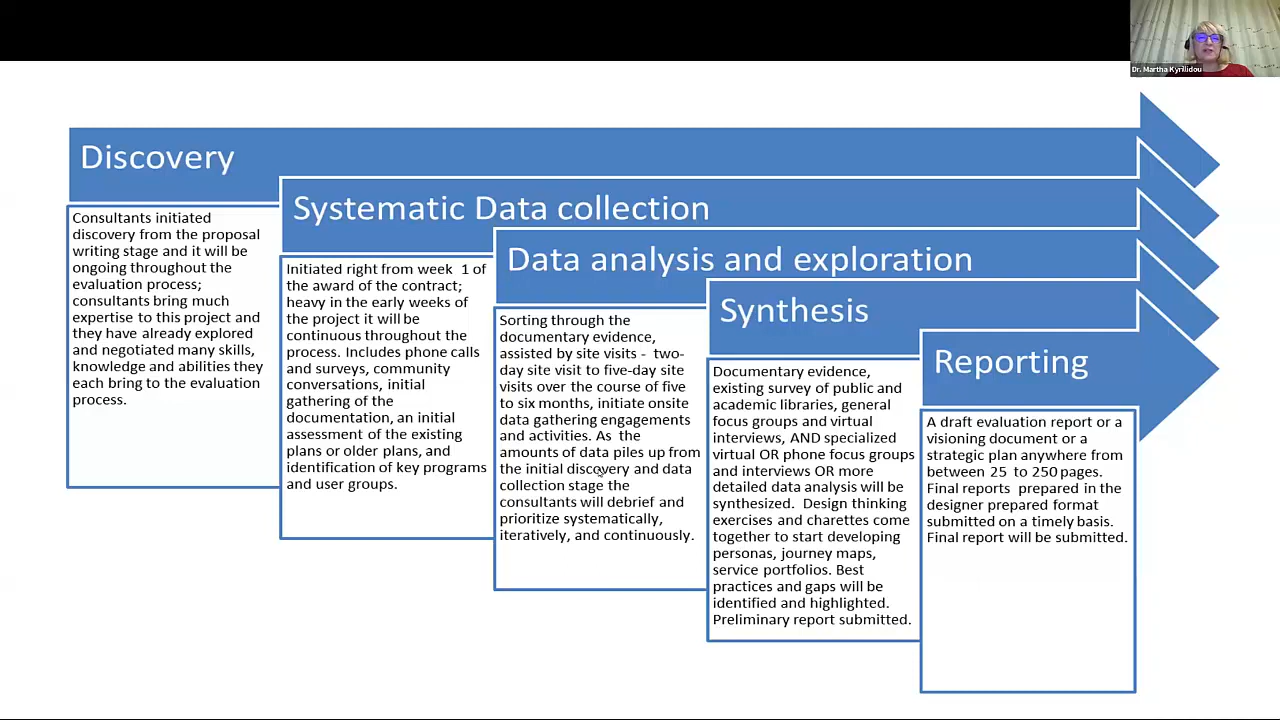 Dr. Martha Kyrillidou
Discovery
Consultants initiated
discovery from the proposal
writing stage and it will be
ongoing throughout the
evaluation process;
consultants bring much
expertise to this project and
they have already explored
and negotiated many skills,
knowledge and abilities they
each bring to the evaluation
process.
Systematic Data collection
Initiated right from week 1 of
the award of the contract;
heavy in the early weeks of
the project it will be
continuous throughout the
process. Includes phone calls
and surveys, community
conversations, initial
gathering of the
documentation, an initial
assessment of the existing
plans or older plans, and
identification of key programs
and user groups.
Data analysis and exploration
Sorting through the
documentary evidence,
assisted by site visits - two-
day site visit to five-day site
visits over the course of five
to six months, initiate onsite
data gathering engagements
and activities. As the
amounts of data piles up from
the initial discovery and data
collection stage the
consultants will debrief and
prioritize systematically,
iteratively, and continuously.
Synthesis
Documentary evidence,
existing survey of public and
academic libraries, general
focus groups and virtual
interviews, AND specialized
virtual OR phone focus groups
and interviews OR more
detailed data analysis will be
synthesized. Design thinking
exercises and charettes come
together to start developing
personas, journey maps,
service portfolios. Best
practices and gaps will be
identified and highlighted.
Preliminary report submitted.
Reporting
A draft evaluation report or a
visioning document or a
strategic plan anywhere from
between 25 to 250 pages.
Final reports prepared in the
designer prepared format
submitted on a timely basis.
Final report will be submitted.